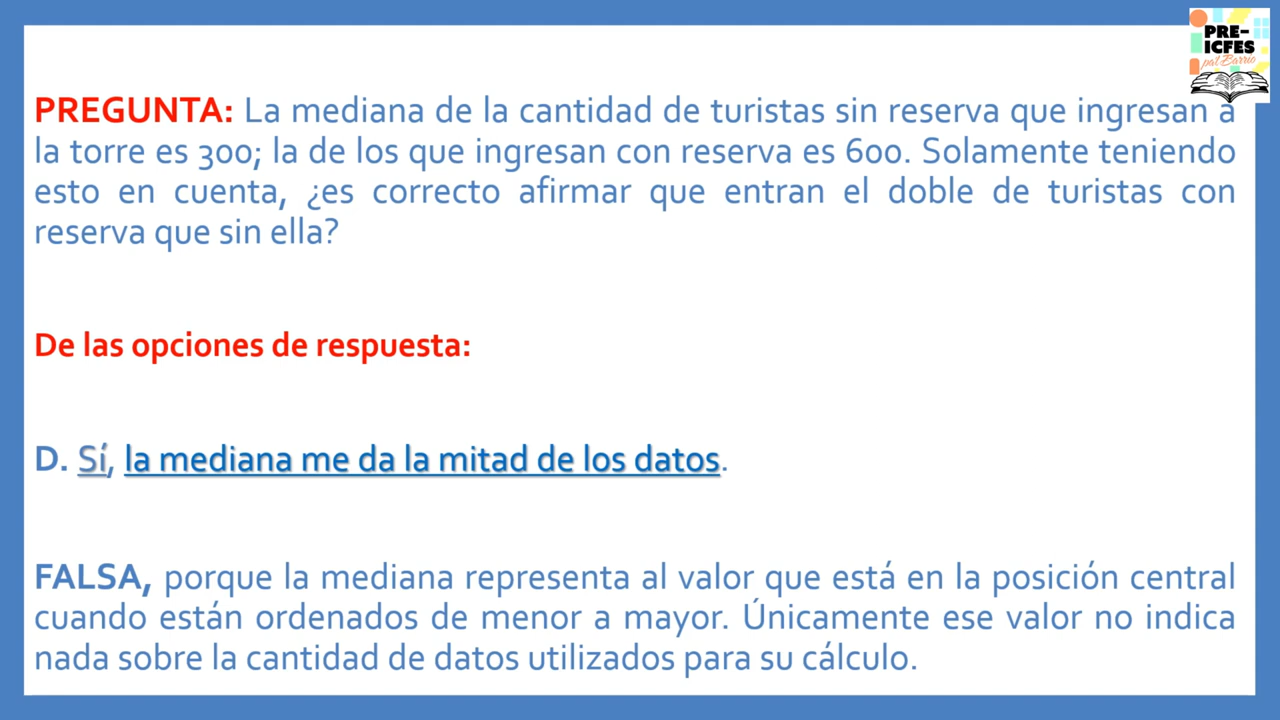 PRE-
ICFES
pa'l Barrio
PREGUNTA: La mediana de la cantidad de turistas sin reserva que ingresan a
la torre es 300; la de los que ingresan con reserva es 600. Solamente teniendo
esto en cuenta, ¿es correcto afirmar que entran el doble de turistas con
reserva que sin ella?
De las opciones de respuesta:
D. Sí, la mediana me da la mitad de los datos.
FALSA, porque la mediana representa al valor que está en la posición central
cuando están ordenados de menor a mayor. Únicamente ese valor no indica
nada sobre la cantidad de datos utilizados para su cálculo.